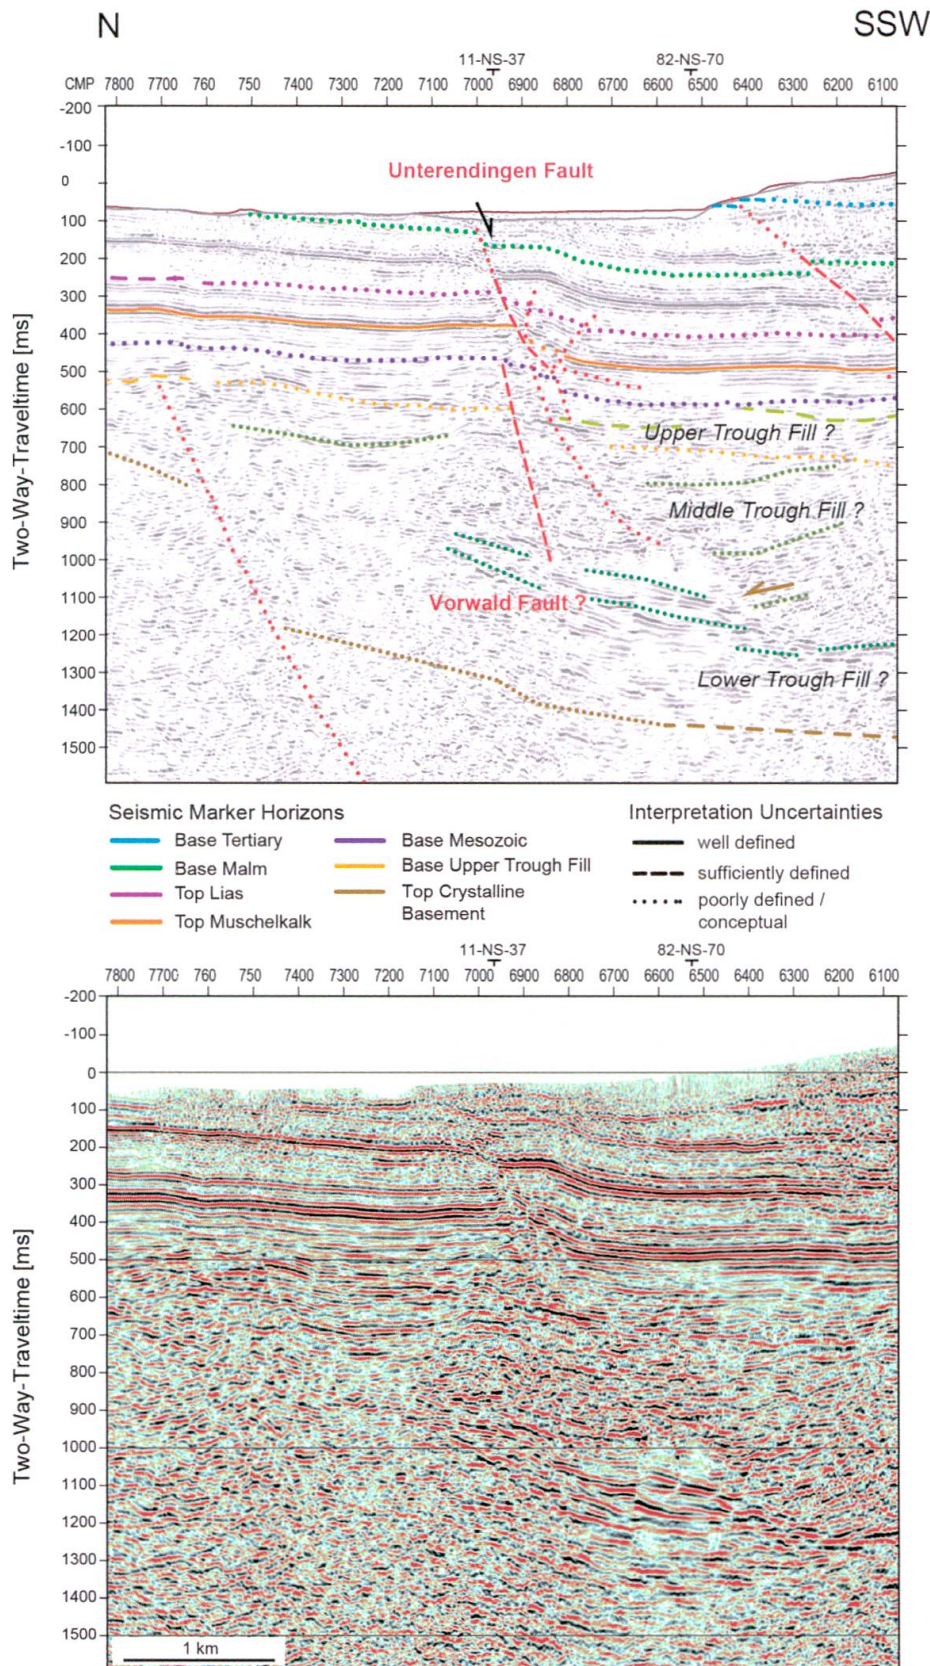 N SSW
11-NS-37 82-NS-70
CMP 7800 7700 760 7500 7400 7300 7200 7100 7000 6900 6800 6700 6600 6500 6400 6300 6200 6100
-200
-100
0
Unterendingen Fault
100
200
300
400
500
600
Upper Trough Fill ?
700
800
Middle Trough Fill ?
900
1000
1100
Vorwald Fault ?
1200
1300
Lower Trough Fill ?
1400
1500
Two-Way-Traveltime [ms]
Seismic Marker Horizons
Base Tertiary
Base Malm
Top Lias
Top Muschelkalk
Base Mesozoic
Base Upper Trough Fill
Top Crystalline
Basement
Interpretation Uncertainties
well defined
sufficiently defined
poorly defined /
conceptual
11-NS-37 82-NS-70
7800 7700 760 7500 7400 7300 7200 7100 7000 6900 6800 6700 6600 6500 6400 6300 6200 6100
-200
-100
0
100
200
300
400
500
600
700
800
900
1000
1100
1200
1300
1400
1500
Two-Way-Traveltime [ms]
1 km